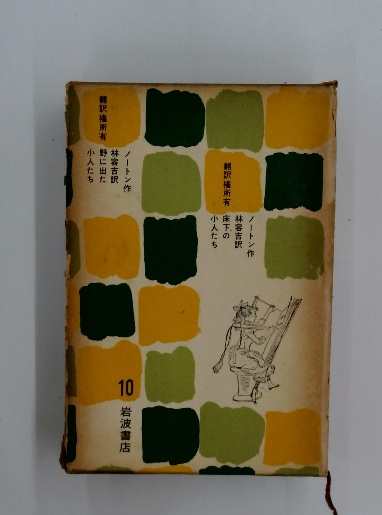 翻訳権所有
ノートン作
林容吉訳
床下の
小人たち
翻訳権所有
ノートン作
林容吉訳
野に出た
小人たち
10
岩波書店